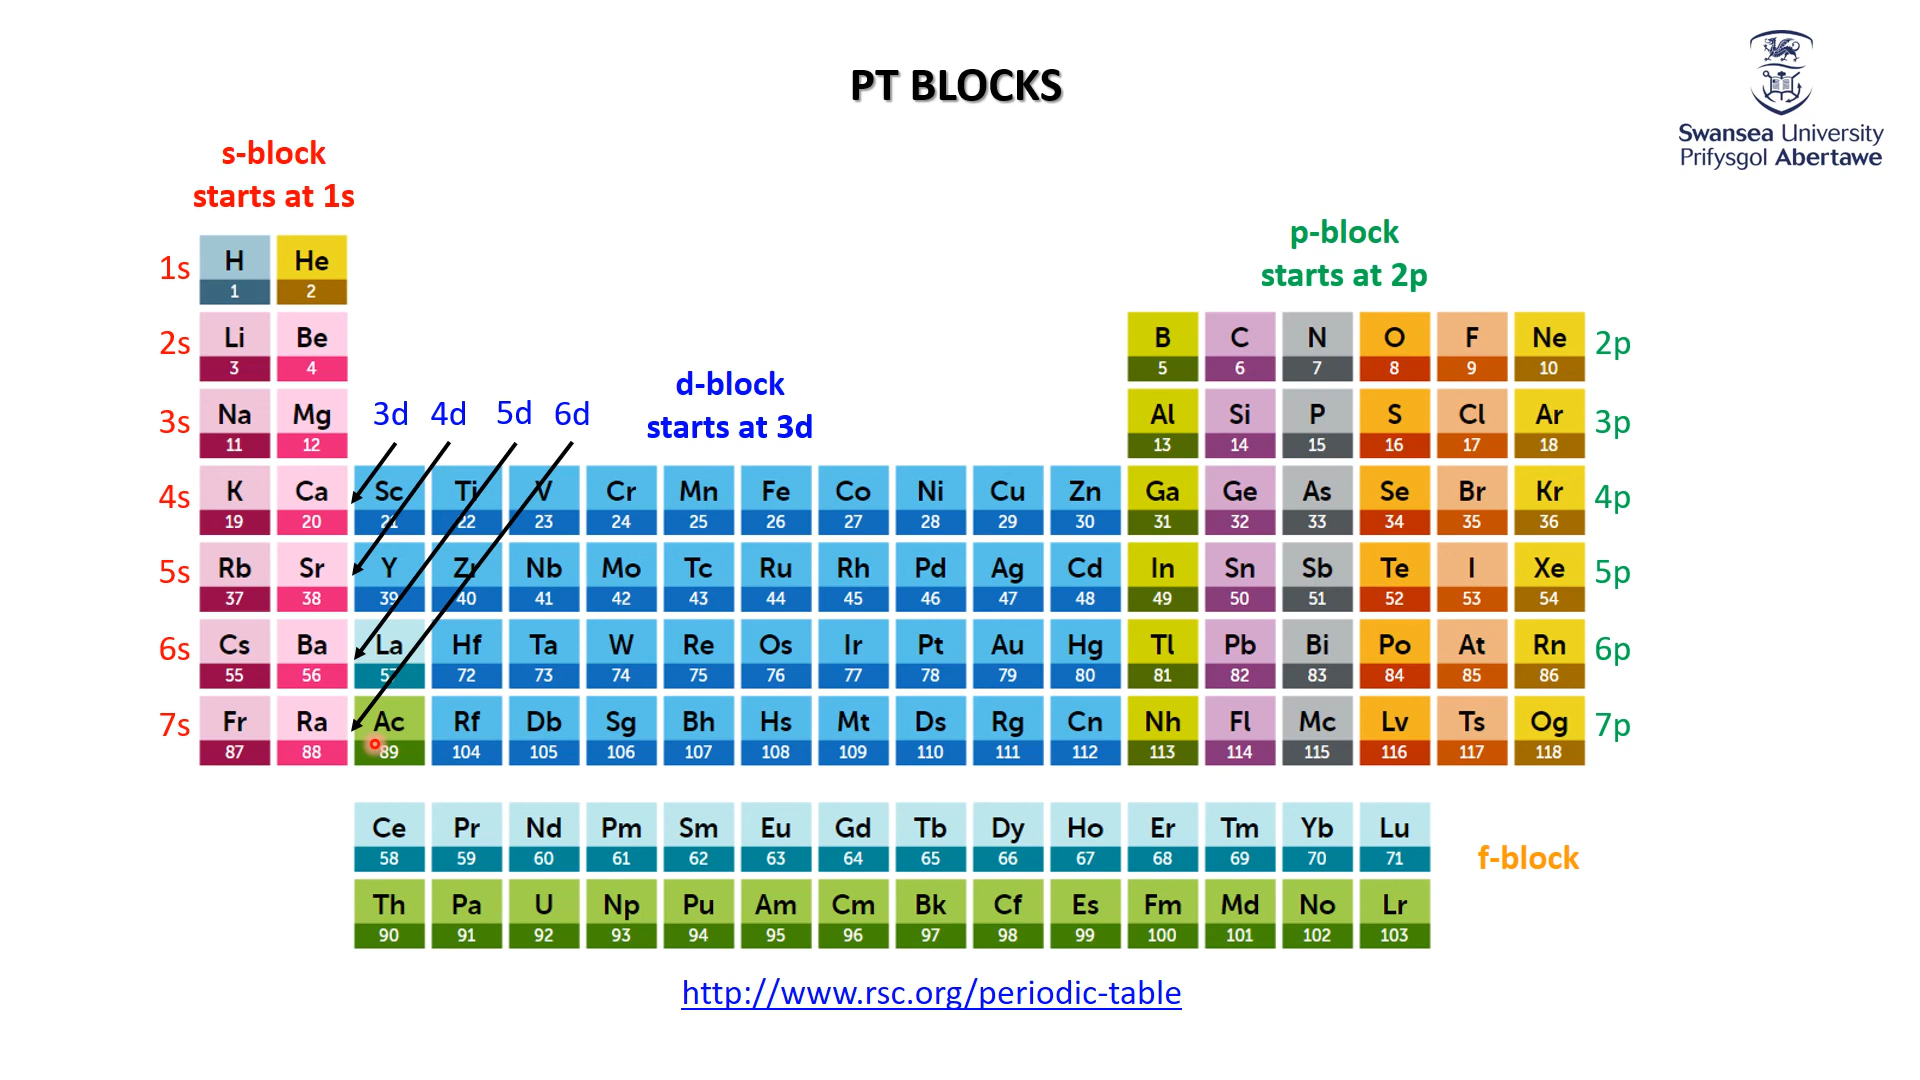 PT BLOCKS
Swansea University
Prifysgol Abertawe
s-block
starts at 1s
p-block
starts at 2p
d-block
starts at 3d
3d 4d 5d 6d
1s H He
1 2
2s Li Be B C N O F Ne 2p
3 4 5 6 7 8 9 10
3s Na Mg Al Si P S Cl Ar 3p
11 12 13 14 15 16 17 18
4s K Ca Sc Ti V Cr Mn Fe Co Ni Cu Zn Ga Ge As Se Br Kr 4p
19 20 21 22 23 24 25 26 27 28 29 30 31 32 33 34 35 36
5s Rb Sr Y Zr Nb Mo Tc Ru Rh Pd Ag Cd In Sn Sb Te I Xe 5p
37 38 39 40 41 42 43 44 45 46 47 48 49 50 51 52 53 54
6s Cs Ba La Hf Ta W Re Os Ir Pt Au Hg Tl Pb Bi Po At Rn 6p
55 56 57 72 73 74 75 76 77 78 79 80 81 82 83 84 85 86
7s Fr Ra Ac Rf Db Sg Bh Hs Mt Ds Rg Cn Nh Fl Mc Lv Ts Og 7p
87 88 89 104 105 106 107 108 109 110 111 112 113 114 115 116 117 118
Ce Pr Nd Pm Sm Eu Gd Tb Dy Ho Er Tm Yb Lu
58 59 60 61 62 63 64 65 66 67 68 69 70 71
f-block
Th Pa U Np Pu Am Cm Bk Cf Es Fm Md No Lr
90 91 92 93 94 95 96 97 98 99 100 101 102 103
http://www.rsc.org/periodic-table